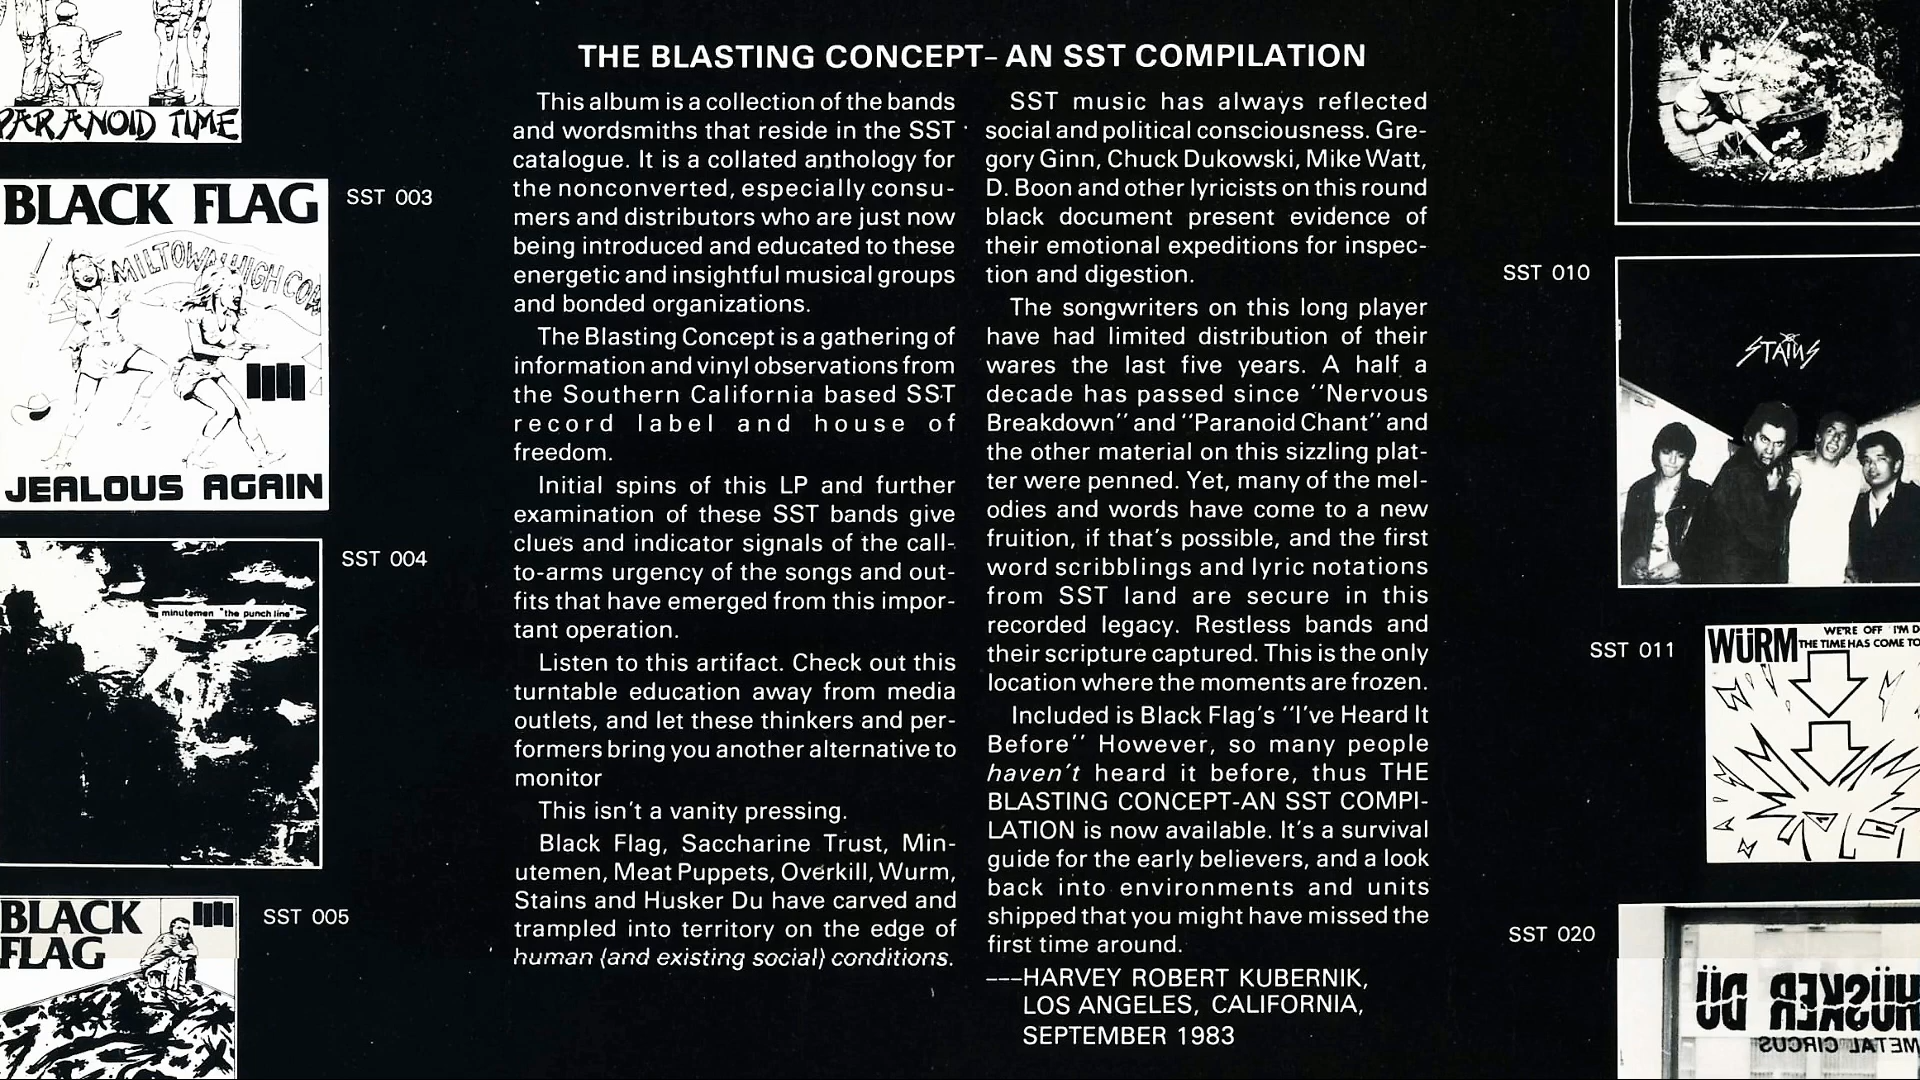 THE BLASTING CONCEPT– AN SST COMPILATION
This album is a collection of the bands
and wordsmiths that reside in the SST
catalogue. It is a collated anthology for
the nonconverted, especially consu-
mers and distributors who are just now
being introduced and educated to these
energetic and insightful musical groups
and bonded organizations.
The Blasting Concept is a gathering of
information and vinyl observations from
the Southern California based SST
record label and house of
freedom.
Initial spins of this LP and further
examination of these SST bands give
clues and indicator signals of the call-
to-arms urgency of the songs and out-
fits that have emerged from this impor-
tant operation.
Listen to this artifact. Check out this
turntable education away from media
outlets, and let these thinkers and per-
formers bring you another alternative to
monitor
This isn't a vanity pressing.
Black Flag, Saccharine Trust, Min-
utemen, Meat Puppets, Overkill, Wurm,
Stains and Husker Du have carved and
trampled into territory on the edge of
human (and existing social) conditions.
SST music has always reflected
social and political consciousness. Gre-
gory Ginn, Chuck Dukowski, Mike Watt,
D. Boon and other lyricists on this round
black document present evidence of
their emotional expeditions for inspec-
tion and digestion.
The songwriters on this long player
have had limited distribution of their
wares the last five years. A half a
decade has passed since "Nervous
Breakdown" and "Paranoid Chant" and
the other material on this sizzling plat-
ter were penned. Yet, many of the mel-
odies and words have come to a new
fruition, if that's possible, and the first
word scribblings and lyric notations
from SST land are secure in this
recorded legacy. Restless bands and
their scripture captured. This is the only
location where the moments are frozen.
Included is Black Flag's "I've Heard It
Before" However, so many people
haven't heard it before, thus THE
BLASTING CONCEPT-AN SST COMPI-
LATION is now available. It's a survival
guide for the early believers, and a look
back into environments and units
shipped that you might have missed the
first time around.
---HARVEY ROBERT KUBERNIK,
LOS ANGELES, CALIFORNIA,
SEPTEMBER 1983
PARANOID TIME
BLACK FLAG
MILTOWN HIGH
JEALOUS AGAIN
SST 003
minutemen "the punch line"
SST 004
BLACK
FLAG
SST 005
SST 010
STAINS
SST 011
WÜRM
WE'RE OFF I'M D
THE TIME HAS COME TO
SST 020
HÜSKER DÜ
METAL CIRCUS